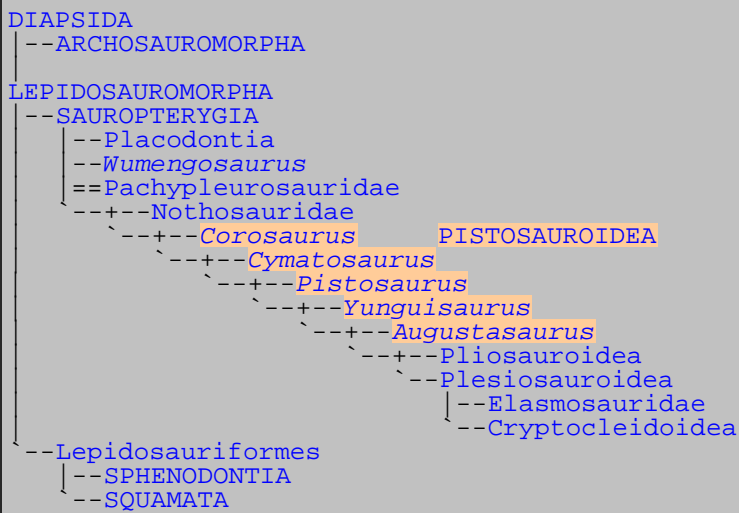 DIAPSIDA
|--ARCHOSAUROMORPHA
|
LEPIDOSAUROMORPHA
|--SAUROPTERYGIA
|  |--Placodontia
|  |--Wumengosaurus
|  |==Pachypleurosauridae
|  `--+--Nothosauridae
|     `--+--Corosaurus     PISTOSAUROIDEA
|        `--+--Cymatosaurus
|           `--+--Pistosaurus
|              `--+--Yunguisaurus
|                 `--+--Augustasaurus
|                    `--+--Pliosauroidea
|                       `--Plesiosauroidea
|                          |--Elasmosauridae
|                          `--Cryptocleidoidea
`--Lepidosauriformes
   |--SPHENODONTIA
   `--SQUAMATA